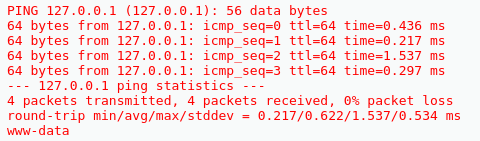 PING 127.0.0.1 (127.0.0.1): 56 data bytes
64 bytes from 127.0.0.1: icmp_seq=0 ttl=64 time=0.436 ms
64 bytes from 127.0.0.1: icmp_seq=1 ttl=64 time=0.217 ms
64 bytes from 127.0.0.1: icmp_seq=2 ttl=64 time=1.537 ms
64 bytes from 127.0.0.1: icmp_seq=3 ttl=64 time=0.297 ms
--- 127.0.0.1 ping statistics ---
4 packets transmitted, 4 packets received, 0% packet loss
round-trip min/avg/max/stddev = 0.217/0.622/1.537/0.534 ms
www-data